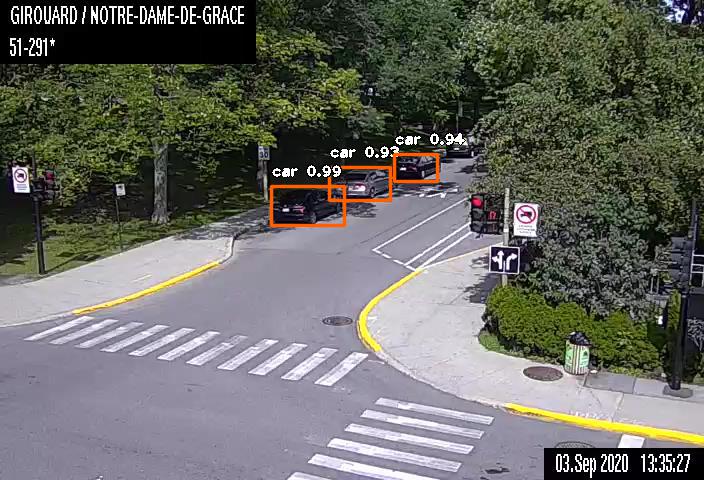 GIROUARD / NOTRE-DAME-DE-GRACE
51-291*
car 0.94
car 0.93
car 0.99
30
03.Sep 2020 13:35:27